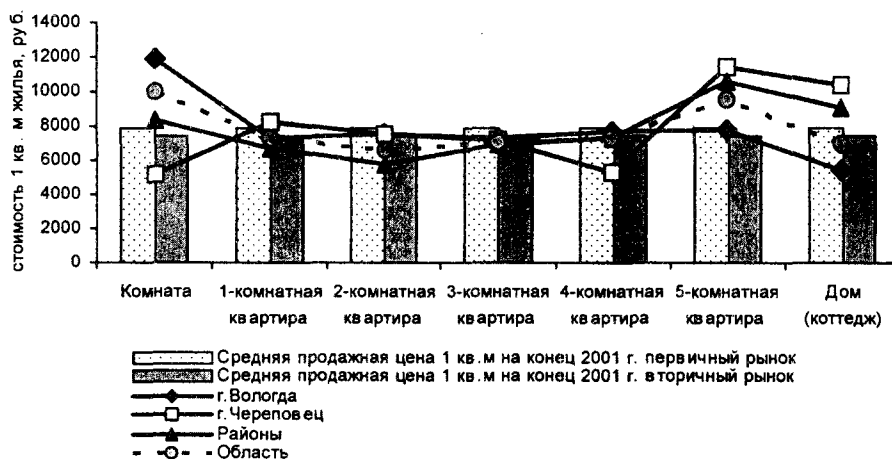 стоимость 1 кв. м жилья, руб.
14000
12000
10000
8000
6000
4000
2000
0
Комната 1-комнатная 2-комнатная 3-комнатная 4-комнатная 5-комнатная Дом
квартира квартира квартира квартира квартира (коттедж)
Средняя продажная цена 1 кв.м на конец 2001 г. первичный рынок
Средняя продажная цена 1 кв.м на конец 2001 г. вторичный рынок
г.Вологда
г.Череповец
Районы
Область